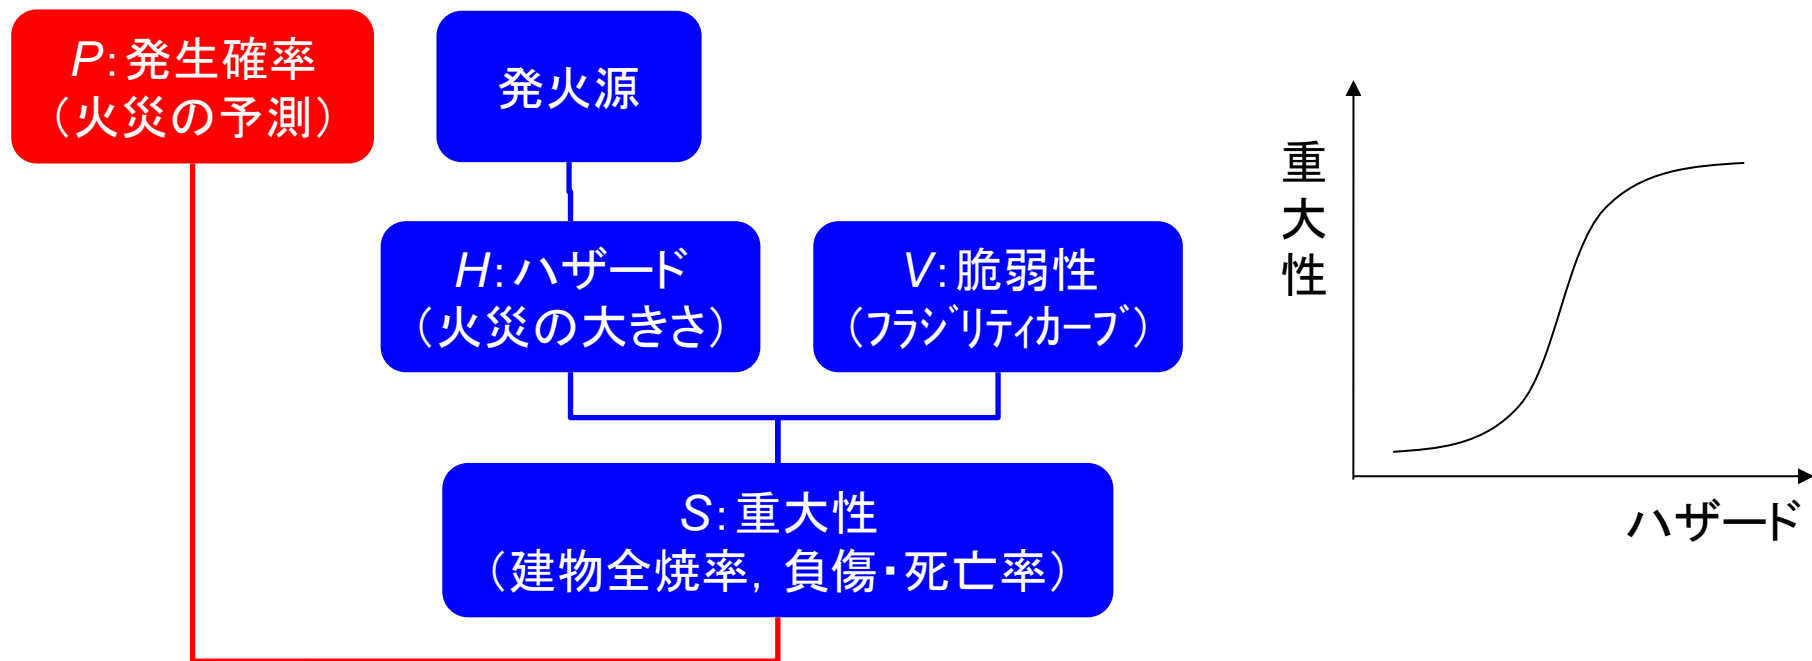 P:発生確率
（火災の予測）
発火源
H:ハザード
（火災の大きさ）
V:脆弱性
（ﾌﾗｼﾞﾘﾃｨｶｰﾌﾞ）
S:重大性
（建物全焼率，負傷・死亡率）
重大性
ハザード